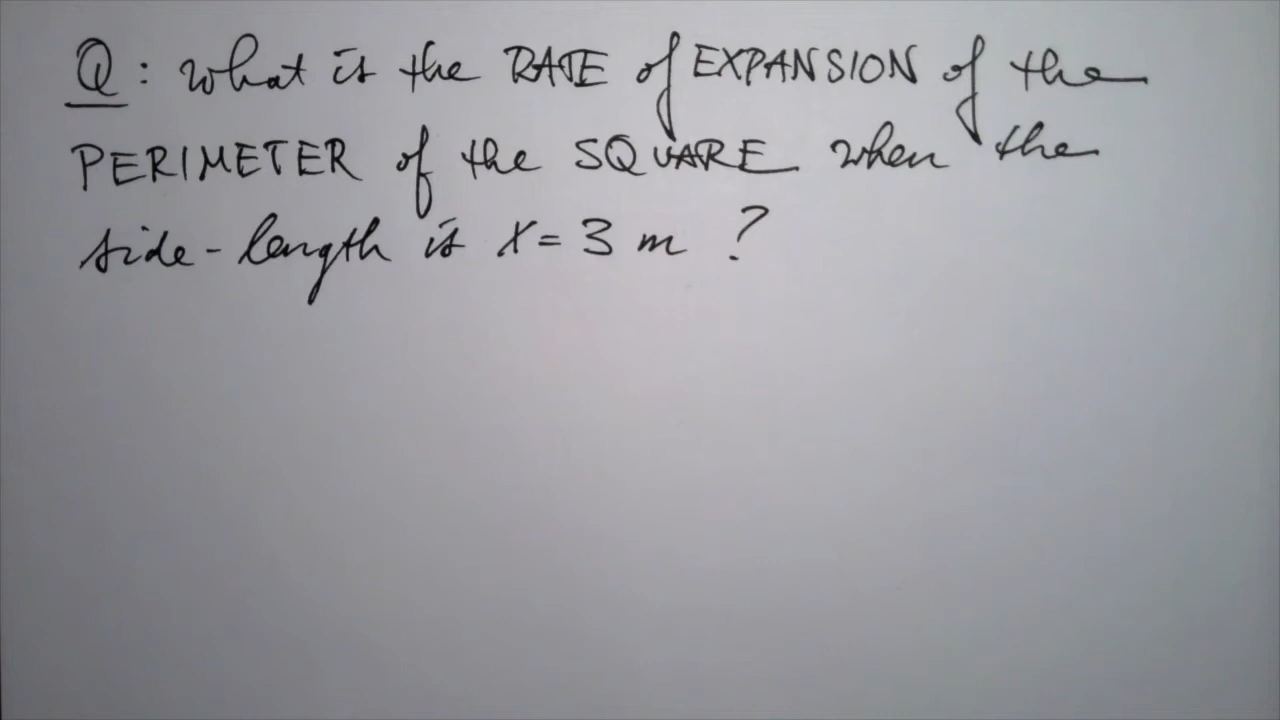 Q: What is the RATE of EXPANSION of the
PERIMETER of the SQUARE when the
side-length is x = 3 m ?